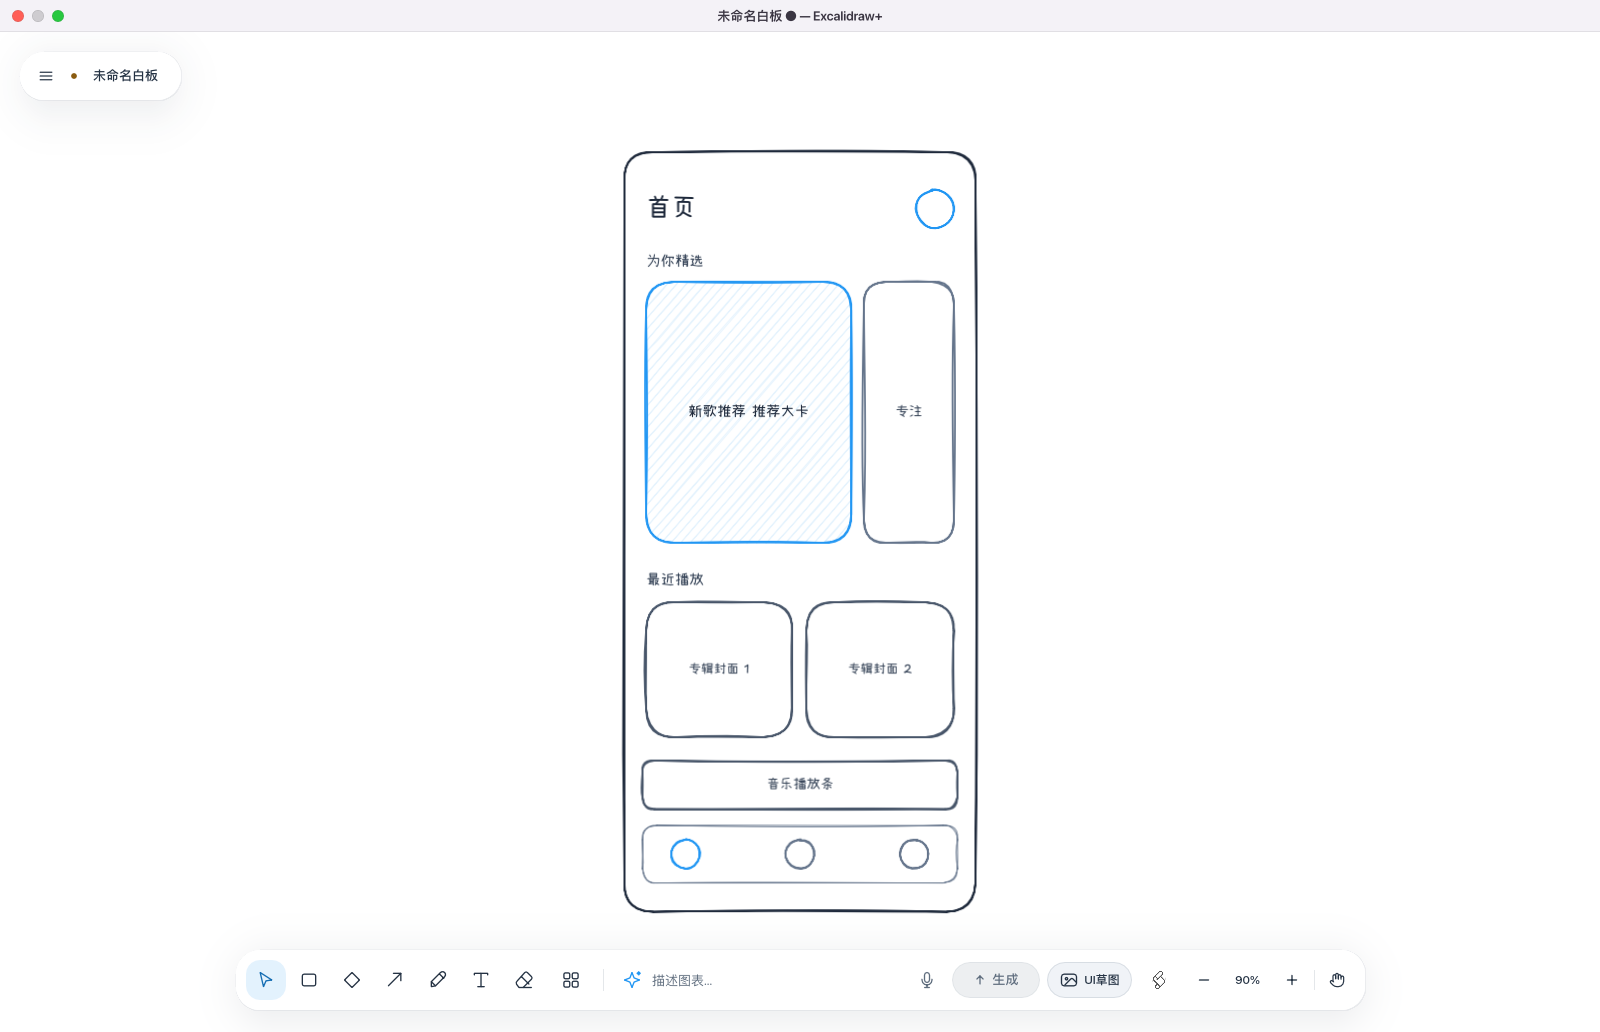 未命名白板 ● — Excalidraw+
未命名白板
首页
为你精选
新歌推荐 推荐大卡
专注
最近播放
专辑封面 1
专辑封面 2
音乐播放条
描述图表...
生成
UI草图
90%